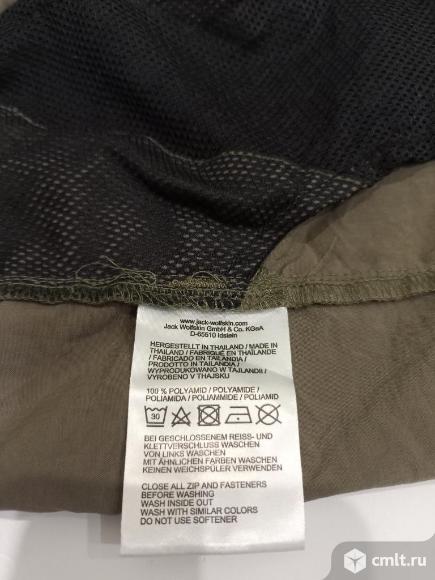 www.jack-wolfskin.com
Jack Wolfskin GmbH & Co. KGaA
D-65510 Idstein
HERGESTELLT IN THAILAND / MADE IN
THAILAND / FABRIQUÉ EN THAÏLANDE
/ FABRICADO EN TAILANDIA /
PRODOTTO IN TAILANDIA /
WYPRODUKOWANO W TAJLANDII /
VYROBENO V THAJSKU
100 % POLYAMID / POLYAMIDE /
POLIAMIDA / POLIAMMIDE / POLIAMID
30
BEI GESCHLOSSENEM REISS- UND
KLETTVERSCHLUSS WASCHEN
VON LINKS WASCHEN
MIT ÄHNLICHEN FARBEN WASCHEN
KEINEN WEICHSPÜLER VERWENDEN
CLOSE ALL ZIP AND FASTENERS
BEFORE WASHING
WASH INSIDE OUT
WASH WITH SIMILAR COLORS
DO NOT USE SOFTENER
cmlt.ru